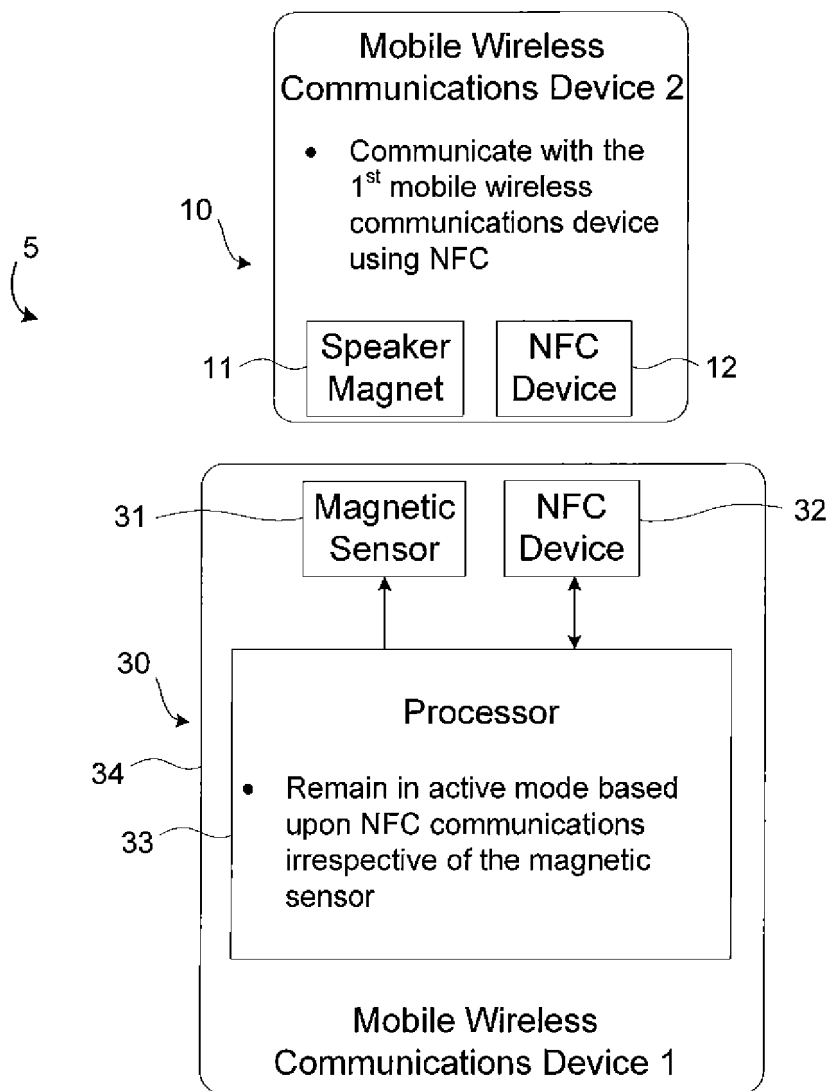 Mobile Wireless
Communications Device 2
• Communicate with the
1st mobile wireless
communications device
using NFC
10
5
Speaker
Magnet
NFC
Device
11
12
31
Magnetic
Sensor
NFC
Device
32
30
Processor
34
• Remain in active mode based
upon NFC communications
irrespective of the magnetic
sensor
33
Mobile Wireless
Communications Device 1